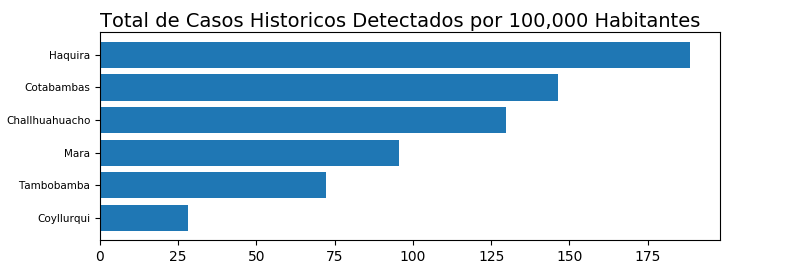 Total de Casos Historicos Detectados por 100,000 Habitantes
Haquira
Cotabambas
Challhuahuacho
Mara
Tambobamba
Coyllurqui
0 25 50 75 100 125 150 175